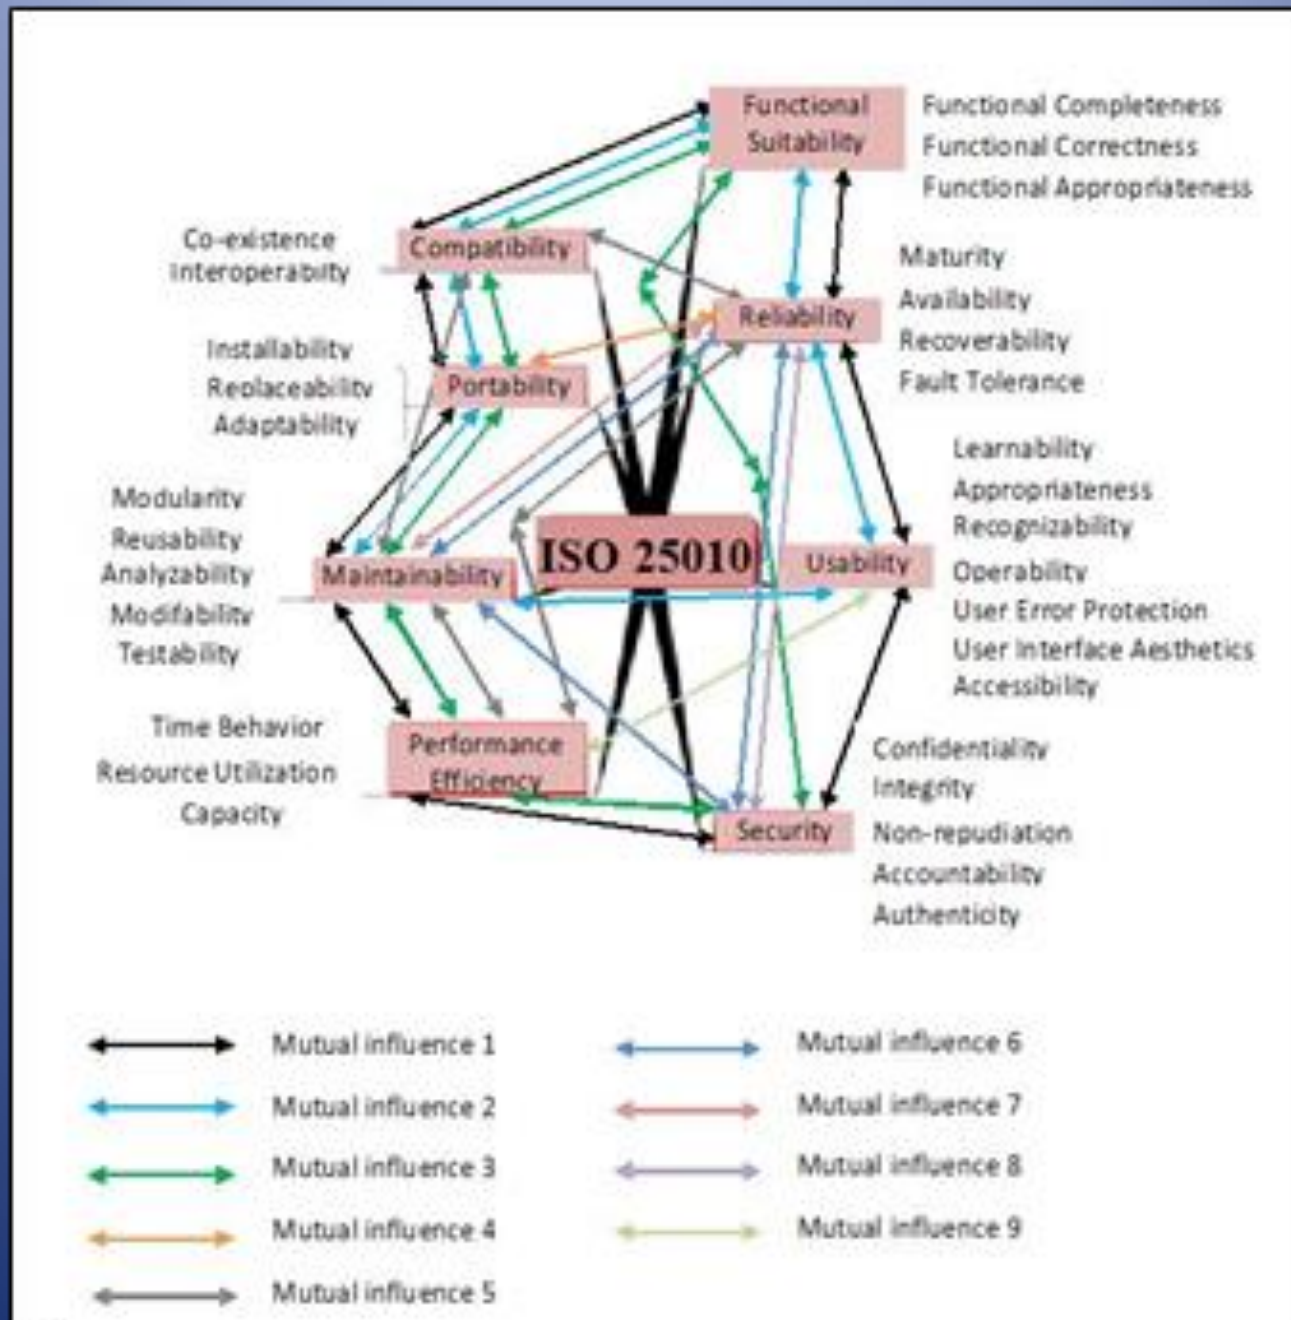 Functional
Suitability
Functional Completeness
Functional Correctness
Functional Appropriateness
Co-existence
Interoperabilty
Compatibility
Maturity
Availability
Recoverability
Fault Tolerance
Reliability
Installability
Replaceability
Adaptability
Portability
Learnability
Appropriateness
Recognizability
Operability
User Error Protection
User Interface Aesthetics
Accessibility
Usability
ISO 25010
Modularity
Reusability
Analyzability
Modifability
Testability
Maintainability
Time Behavior
Resource Utilization
Capacity
Performance
Efficiency
Confidentiality
Integrity
Non-repudiation
Accountability
Authenticity
Security
Mutual influence 1
Mutual influence 2
Mutual influence 3
Mutual influence 4
Mutual influence 5
Mutual influence 6
Mutual influence 7
Mutual influence 8
Mutual influence 9